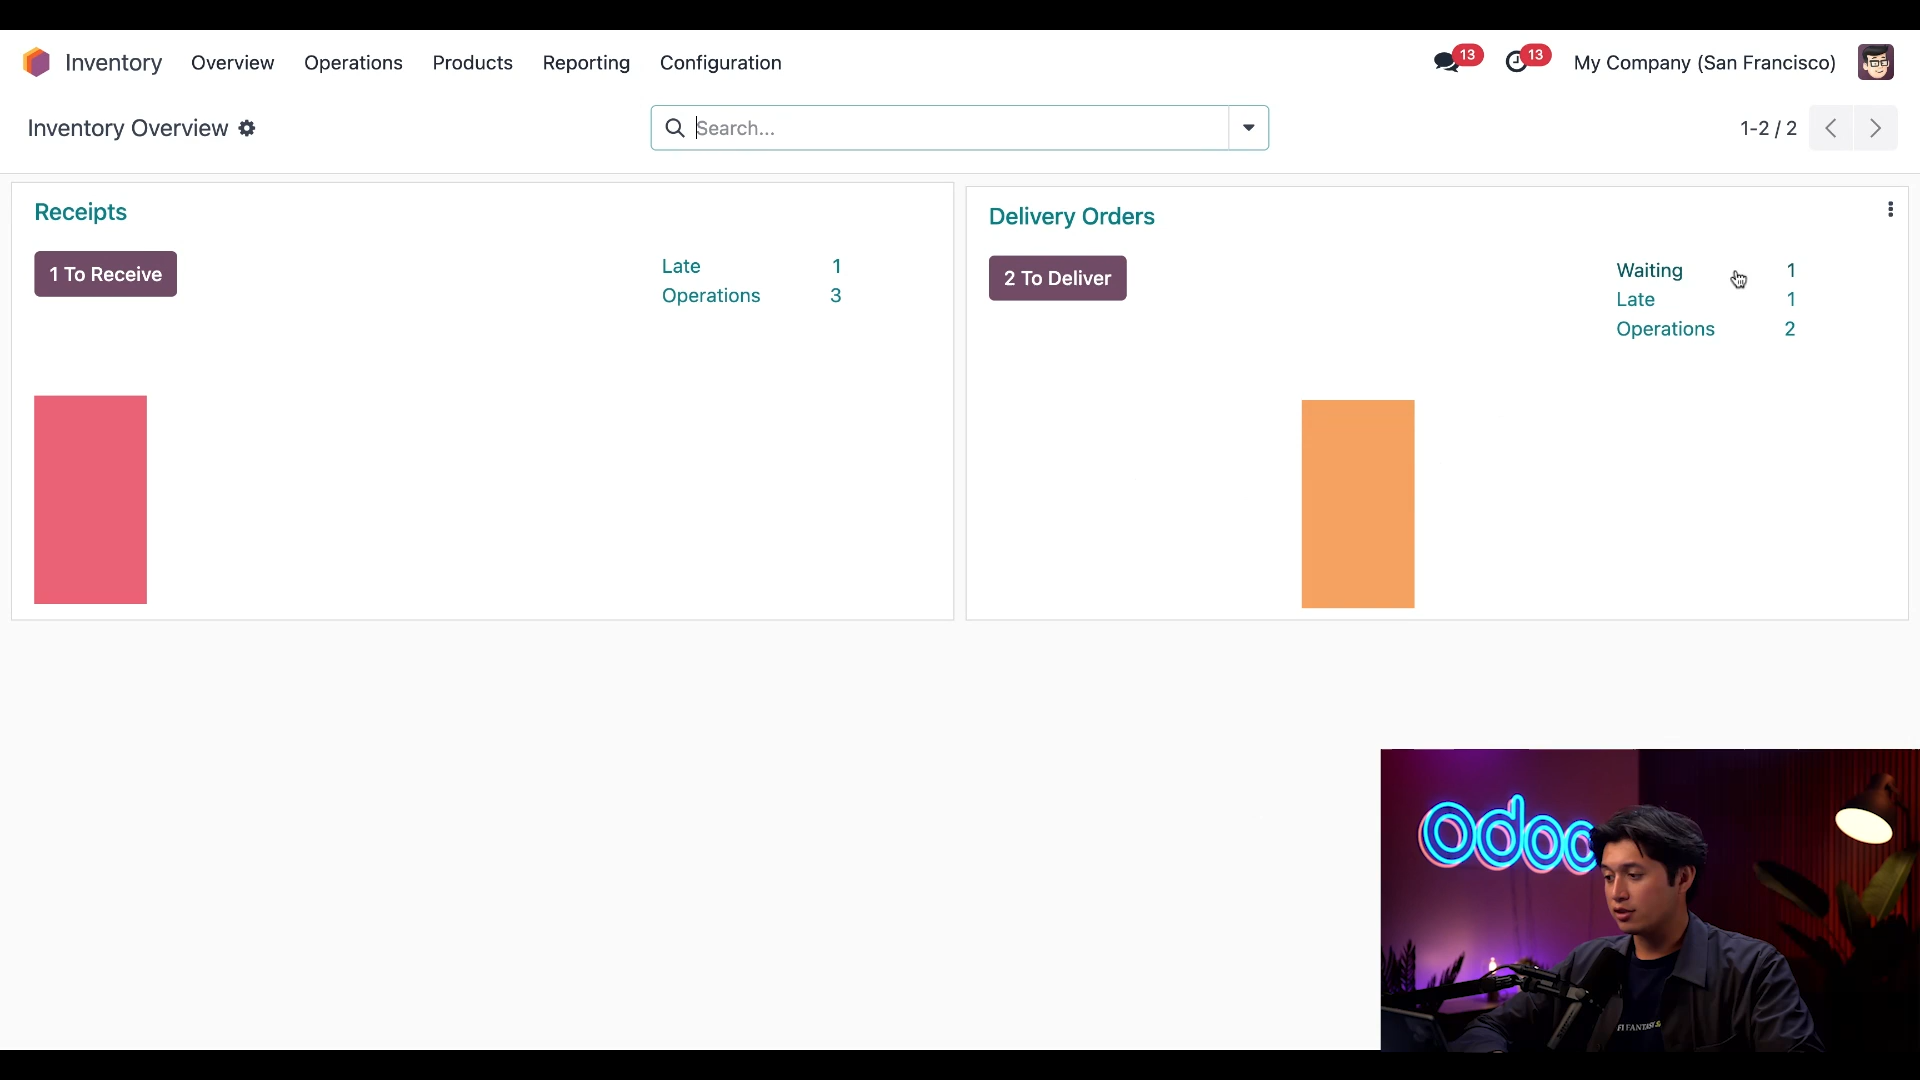 Inventory Overview Operations Products Reporting Configuration 13 13 My Company (San Francisco)
Inventory Overview Search... 1-2 / 2
Receipts
1 To Receive
Late 1
Operations 3
Delivery Orders
2 To Deliver
Waiting 1
Late 1
Operations 2
odoo
FI FANTASY